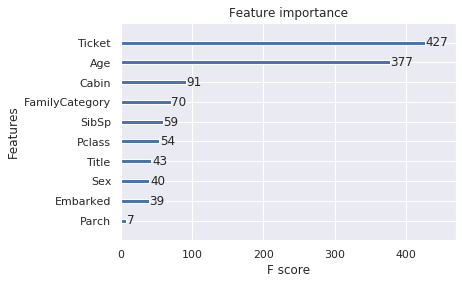 Feature importance
Ticket 427
Age 377
Cabin 91
FamilyCategory 70
SibSp 59
Pclass 54
Title 43
Sex 40
Embarked 39
Parch 7
Features
0 100 200 300 400
F score